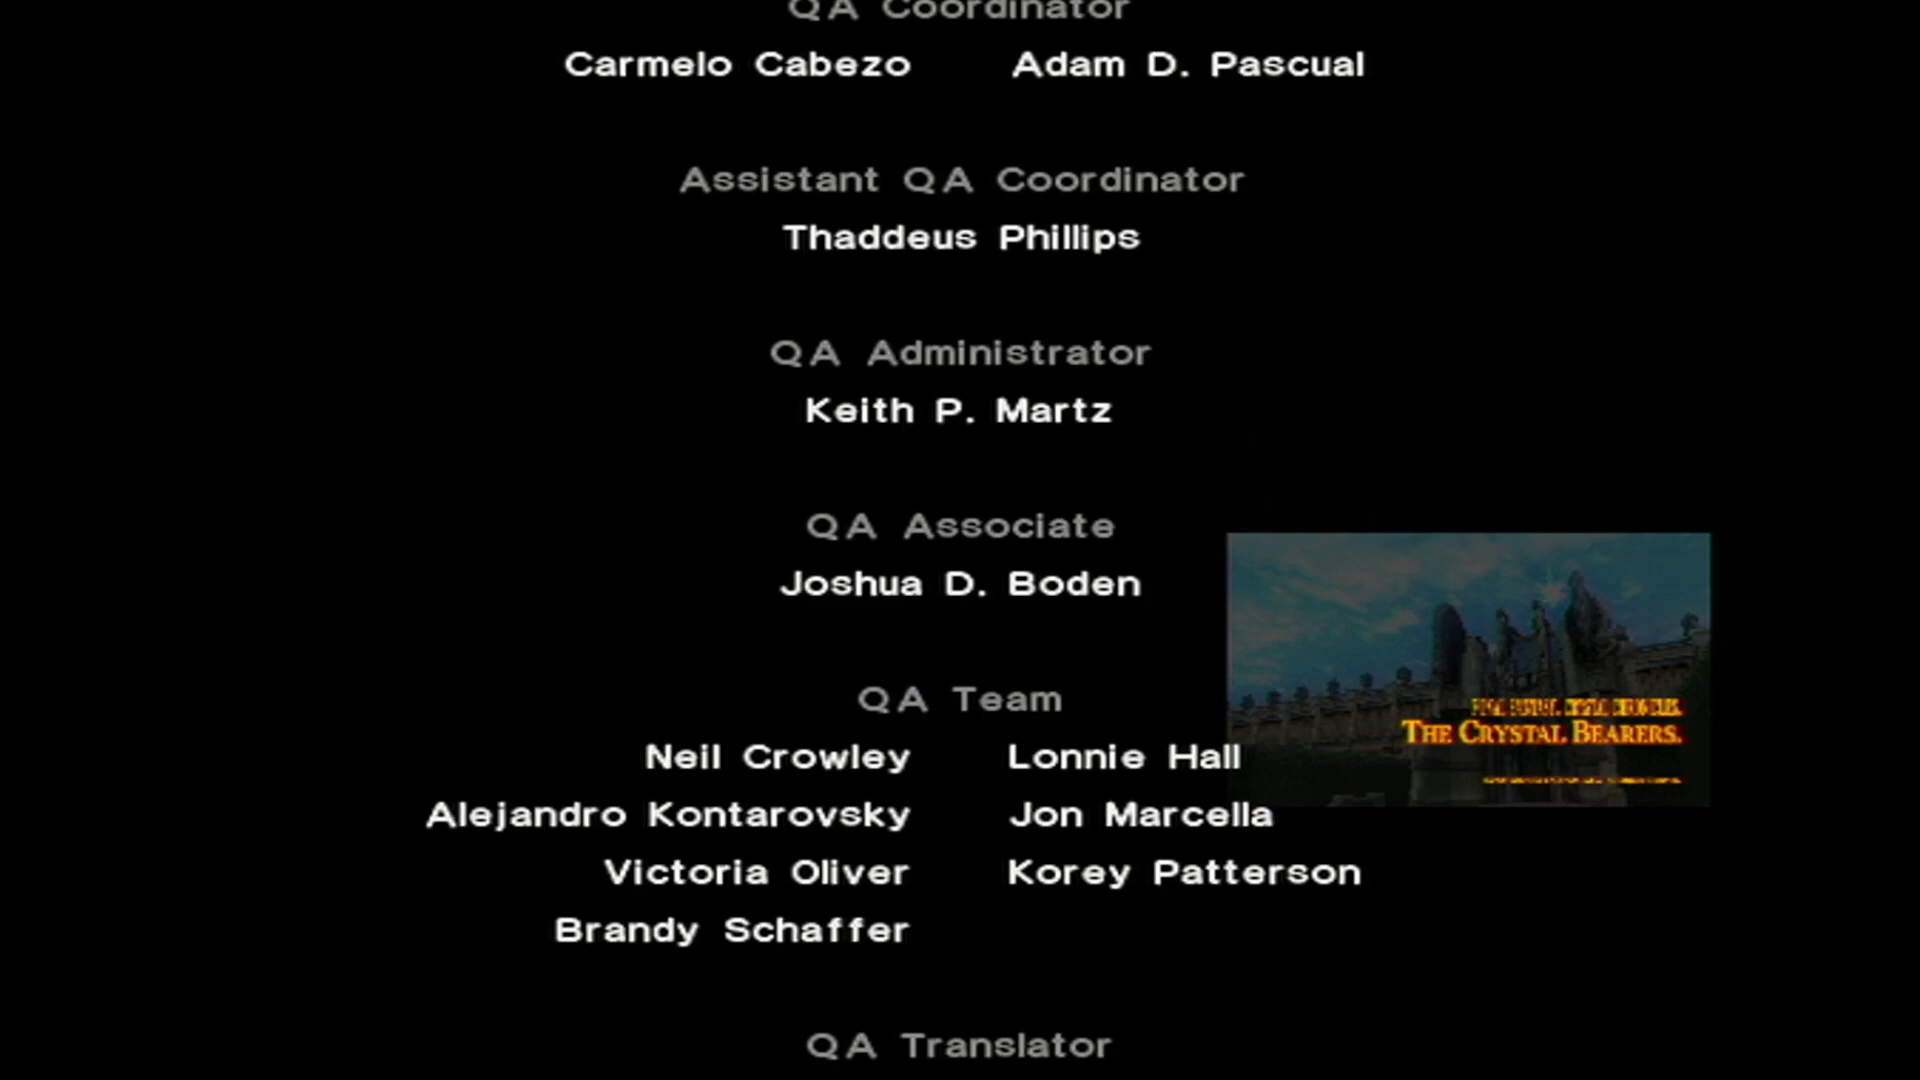 QA Coordinator
Carmelo Cabezo Adam D. Pascual
Assistant QA Coordinator
Thaddeus Phillips
QA Administrator
Keith P. Martz
QA Associate
Joshua D. Boden
QA Team
Neil Crowley Lonnie Hall
Alejandro Kontarovsky Jon Marcella
Victoria Oliver Korey Patterson
Brandy Schaffer
QA Translator
THE CRYSTAL BEARERS.